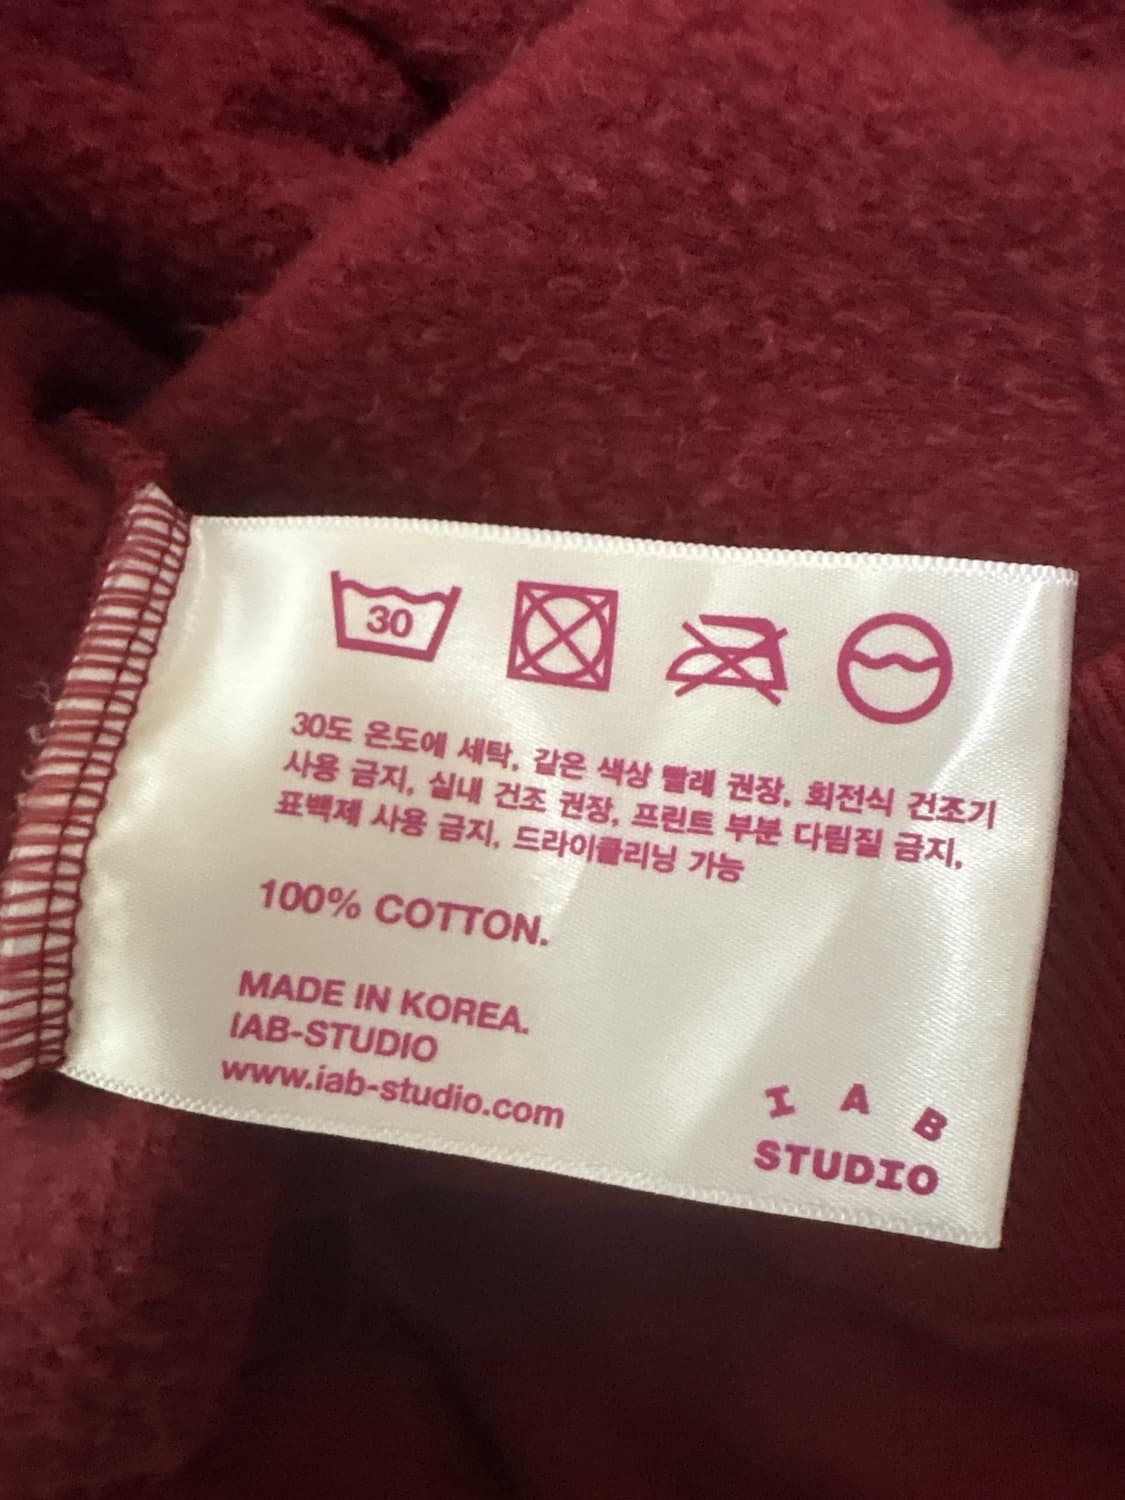 30
30도 온도에 세탁, 같은 색상 빨래 권장, 회전식 건조기
사용 금지, 실내 건조 권장, 프린트 부분 다림질 금지,
표백제 사용 금지, 드라이클리닝 가능
100% COTTON.
MADE IN KOREA.
IAB-STUDIO
www.iab-studio.com
I A B
STUDIO